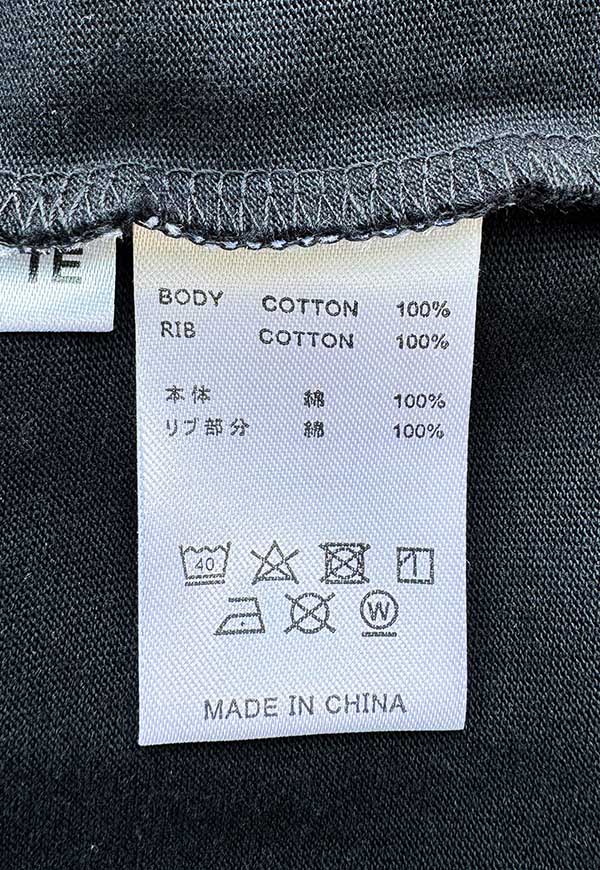 TE
BODY COTTON 100%
RIB COTTON 100%
本体 綿 100%
リブ部分 綿 100%
40
W
MADE IN CHINA